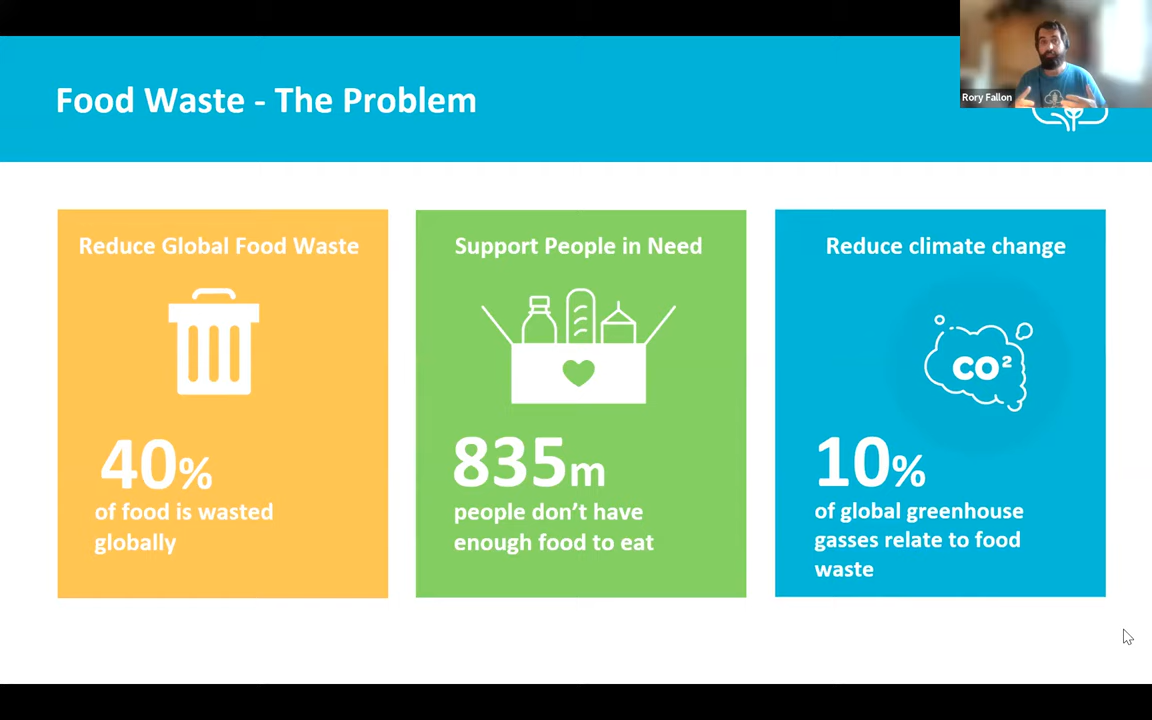 Food Waste - The Problem
Rory Fallon
Reduce Global Food Waste
40%
of food is wasted
globally
Support People in Need
835m
people don't have
enough food to eat
Reduce climate change
CO²
10%
of global greenhouse
gasses relate to food
waste